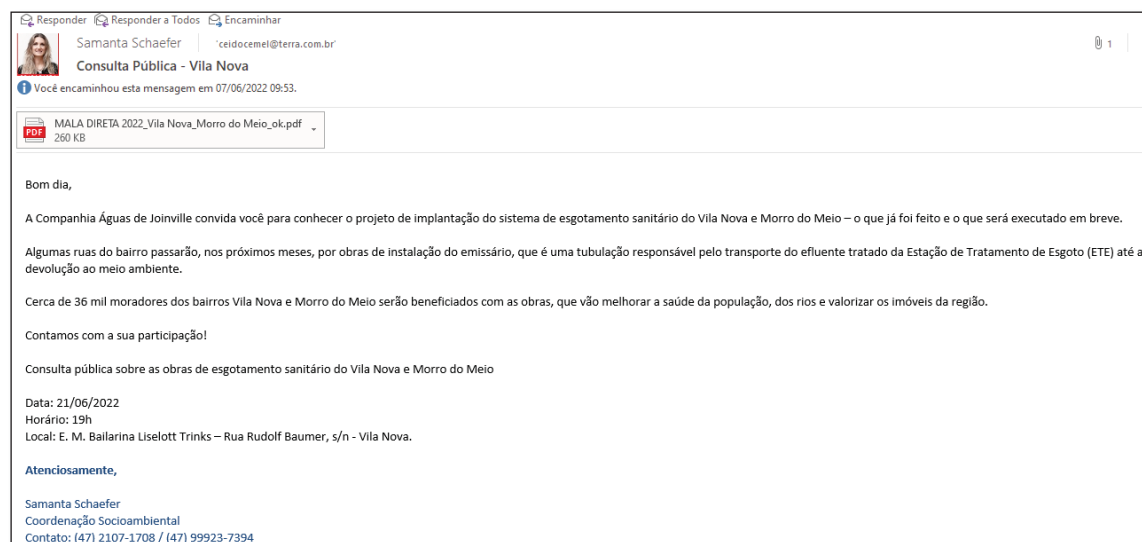 Responder Responder a Todos Encaminhar
Samanta Schaefer 'ceidocemel@terra.com.br' 1
Consulta Pública - Vila Nova
Você encaminhou esta mensagem em 07/06/2022 09:53.
PDF MALA DIRETA 2022_Vila Nova_Morro do Meio_ok.pdf
260 KB
Bom dia,
A Companhia Águas de Joinville convida você para conhecer o projeto de implantação do sistema de esgotamento sanitário do Vila Nova e Morro do Meio – o que já foi feito e o que será executado em breve.
Algumas ruas do bairro passarão, nos próximos meses, por obras de instalação do emissário, que é uma tubulação responsável pelo transporte do efluente tratado da Estação de Tratamento de Esgoto (ETE) até a
devolução ao meio ambiente.
Cerca de 36 mil moradores dos bairros Vila Nova e Morro do Meio serão beneficiados com as obras, que vão melhorar a saúde da população, dos rios e valorizar os imóveis da região.
Contamos com a sua participação!
Consulta pública sobre as obras de esgotamento sanitário do Vila Nova e Morro do Meio
Data: 21/06/2022
Horário: 19h
Local: E. M. Bailarina Liselott Trinks – Rua Rudolf Baumer, s/n - Vila Nova.
Atenciosamente,
Samanta Schaefer
Coordenação Socioambiental
Contato: (47) 2107-1708 / (47) 99923-7394